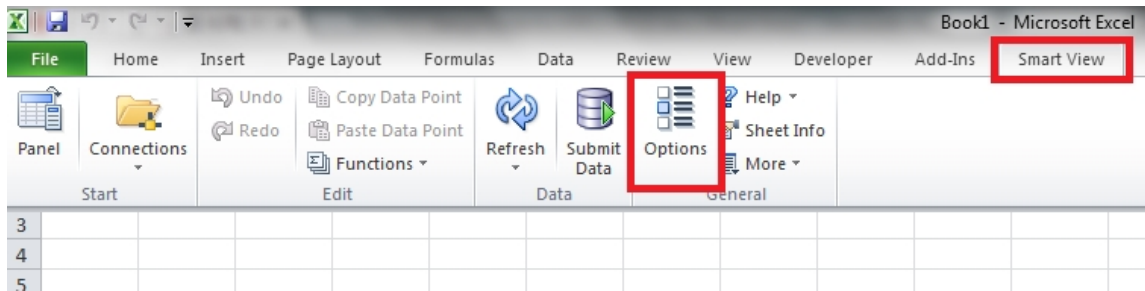 Book1 - Microsoft Excel
File Home Insert Page Layout Formulas Data Review View Developer Add-Ins Smart View
Undo Copy Data Point Help
Redo Paste Data Point Sheet Info
Panel Connections Functions Refresh Submit Data Options More
Start Edit Data General
3
4
5